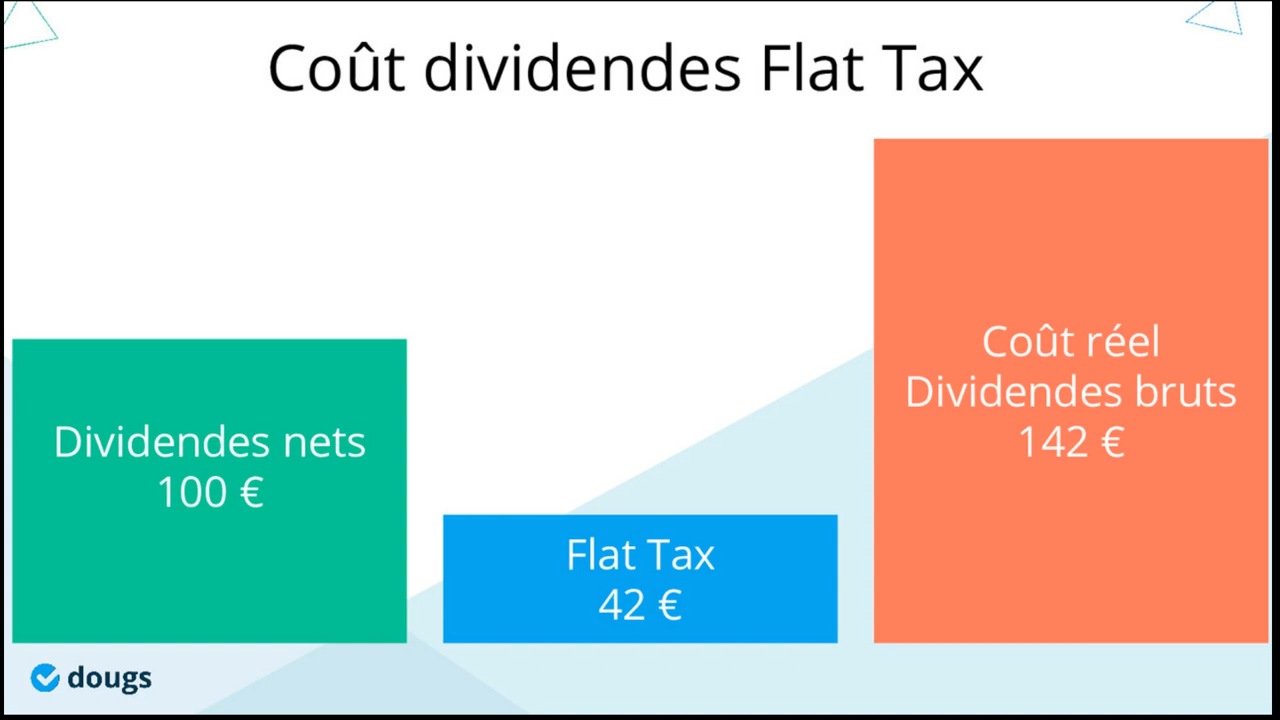 Coût dividendes Flat Tax
Dividendes nets
100 €
Flat Tax
42 €
Coût réel
Dividendes bruts
142 €
dougs